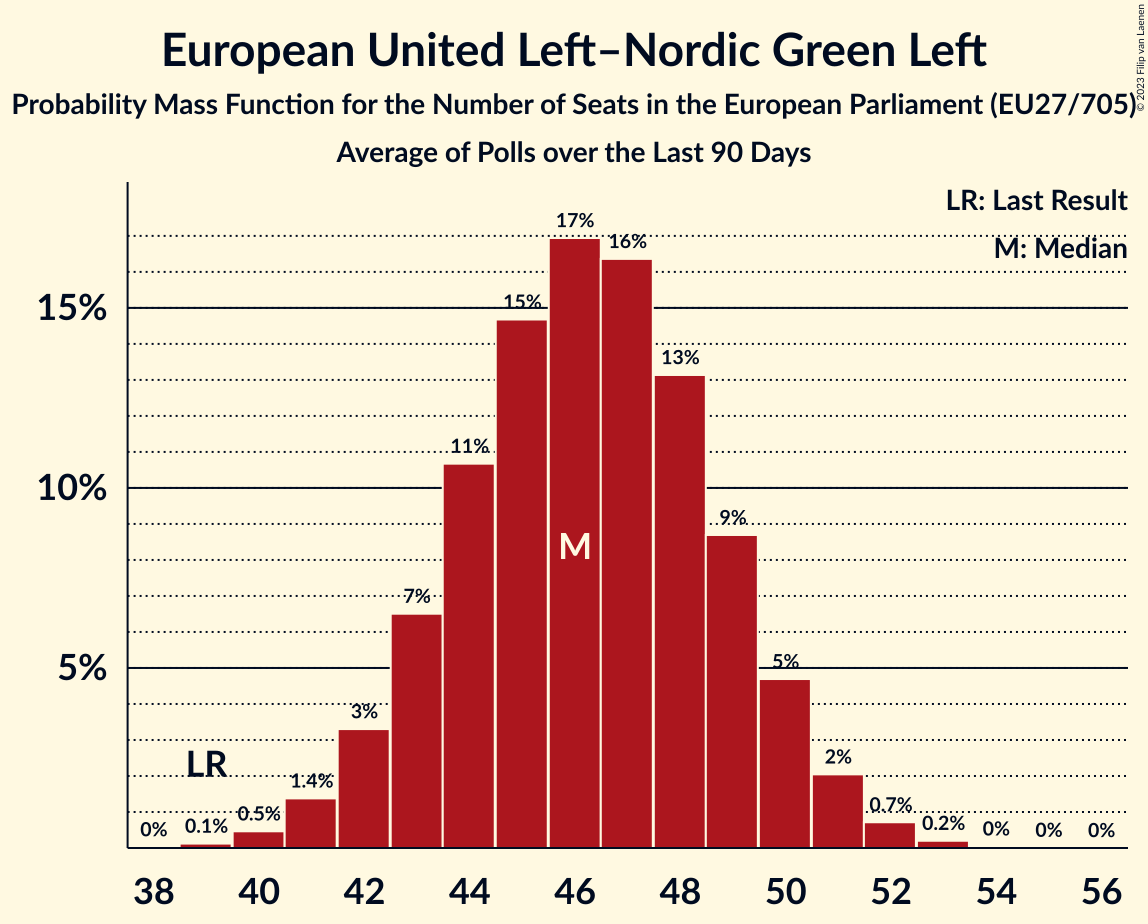 European United Left–Nordic Green Left
Probability Mass Function for the Number of Seats in the European Parliament (EU27/705)
Average of Polls over the Last 90 Days
© 2023 Filip van Laenen
LR: Last Result
M: Median
15%
10%
5%
0%
0.1%
0.5%
1.4%
3%
7%
11%
15%
17%
16%
13%
9%
5%
2%
0.7%
0.2%
0%
0%
0%
LR
M
38 40 42 44 46 48 50 52 54 56